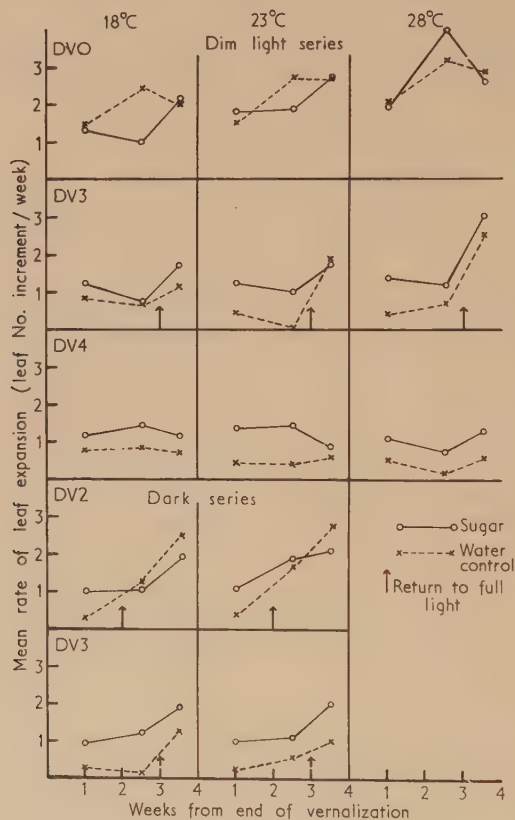 18°C 23°C 28°C
Dim light series
DVO
3
2
1
DV3
3
2
1
DV4
3
2
1
DV2
Dark series
3
2
1
DV3
3
2
1
Sugar
Water control
Return to full light
1 2 3 4 1 2 3 4 1 2 3 4
Weeks from end of vernalization
Mean rate of leaf expansion (leaf No. increment/week)